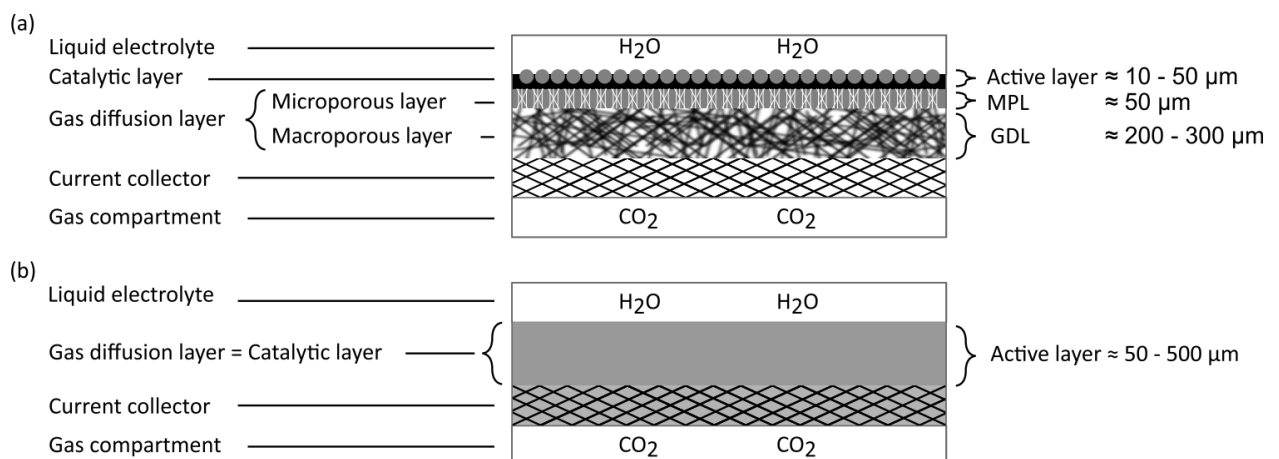 (a)
Liquid electrolyte
H2O H2O
Catalytic layer
Active layer ≈ 10 - 50 μm
Microporous layer
MPL ≈ 50 μm
Gas diffusion layer
Macroporous layer
GDL ≈ 200 - 300 μm
Current collector
Gas compartment
CO2 CO2
(b)
Liquid electrolyte
H2O H2O
Gas diffusion layer = Catalytic layer
Active layer ≈ 50 - 500 μm
Current collector
Gas compartment
CO2 CO2